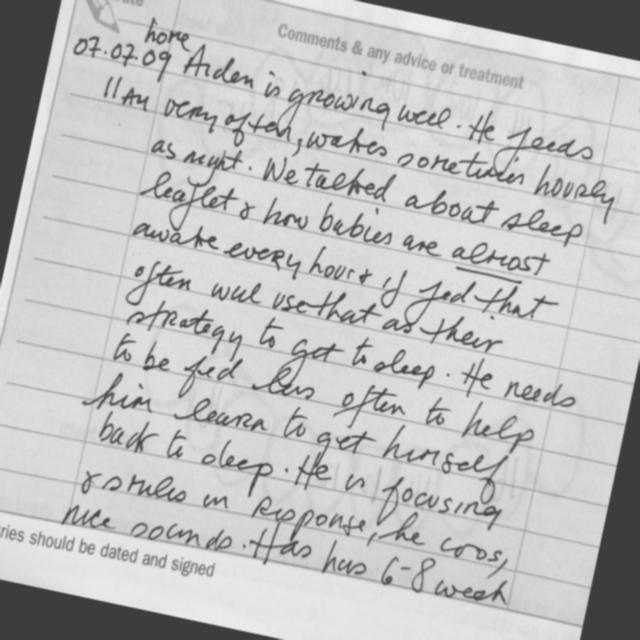 ate
Comments & any advice or treatment
home
07.07.09 Aiden is growing well. He feeds
11 AM very often, wakes sometimes hourly
as night. We talked about sleep
leaflet & how babies are almost
awake every hour & if fed that
often will use that as their
strategy to get to sleep. He needs
to be fed less often to help
him learn to get himself
back to sleep. He is focusing
& smiles in response, he coos,
nice sounds. Has his 6-8 week
tries should be dated and signed